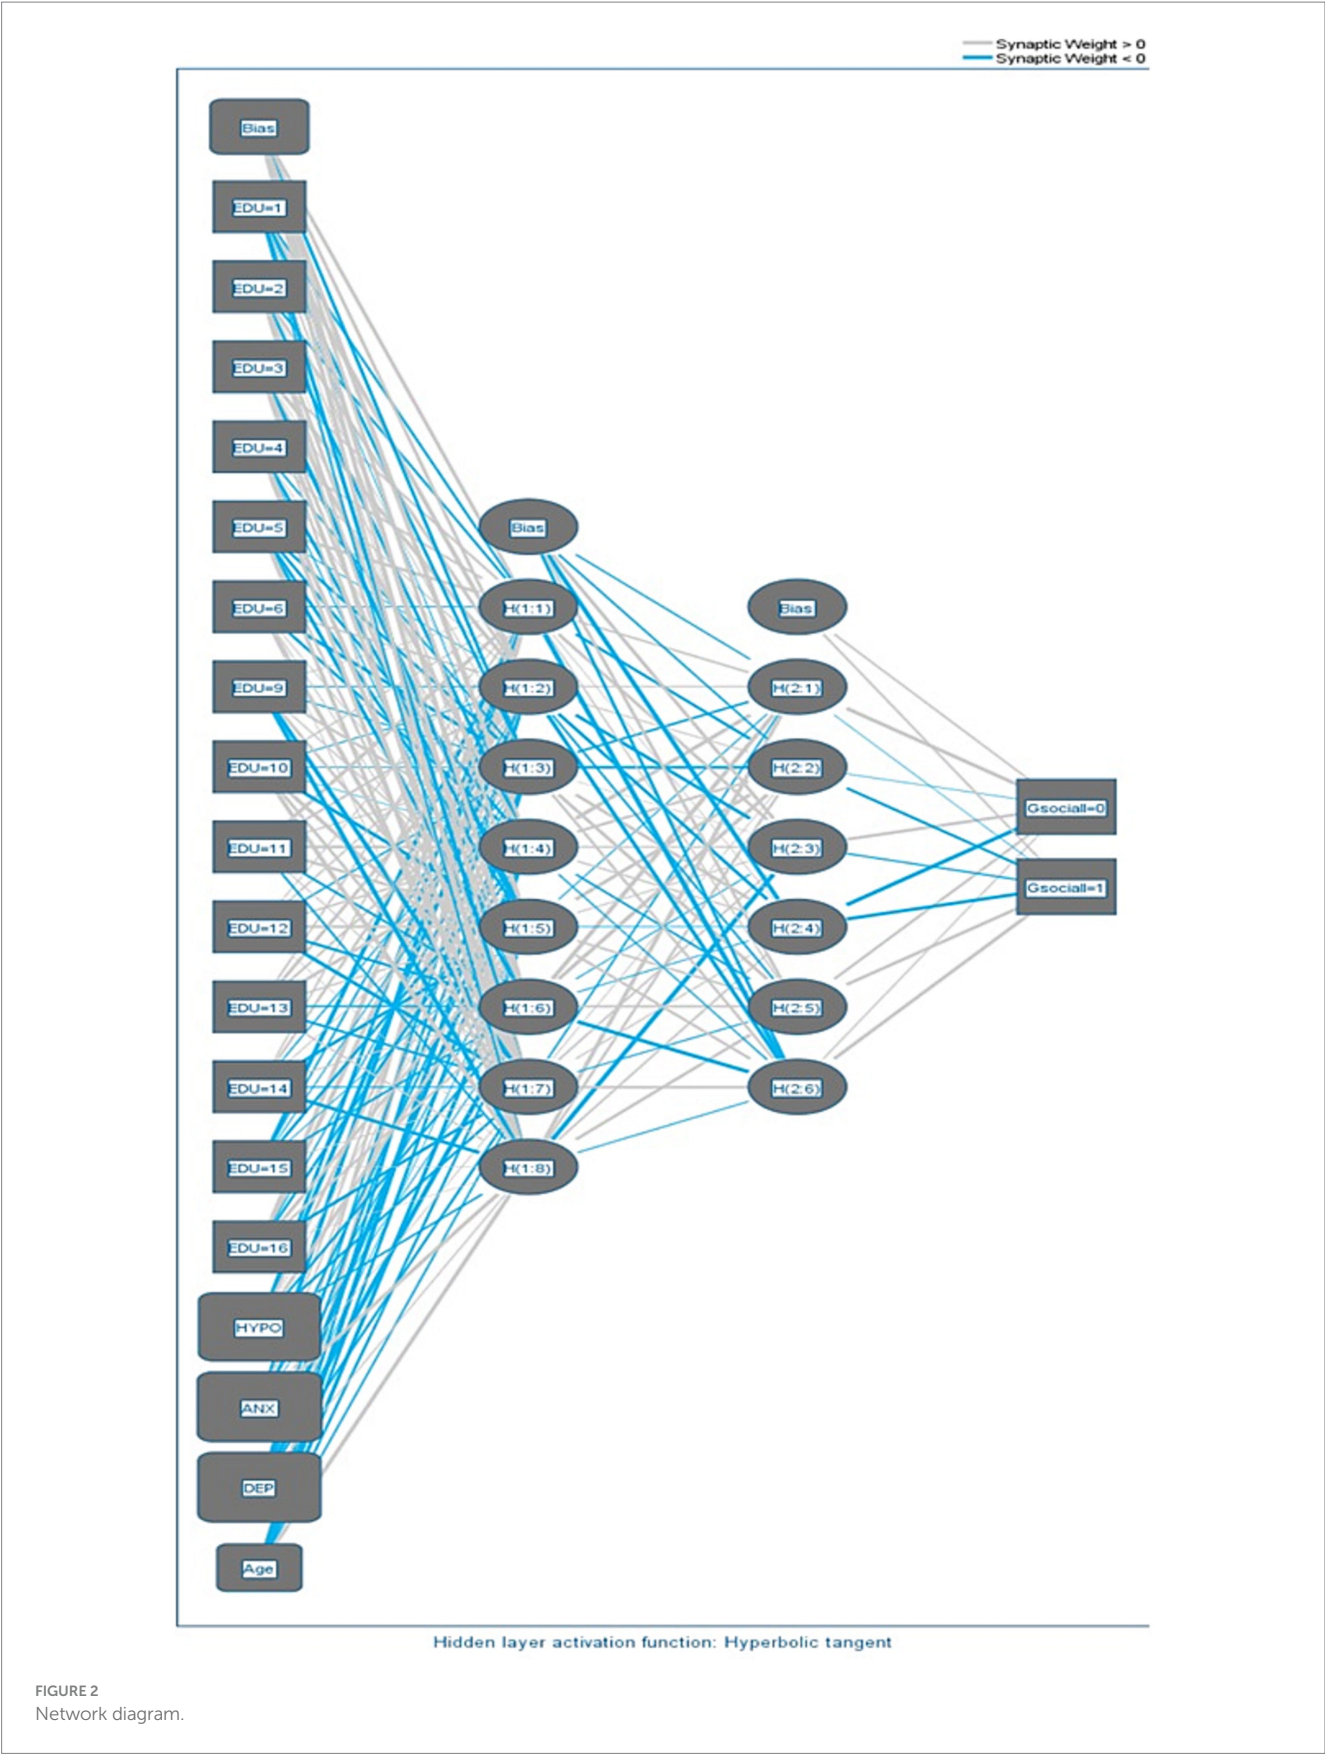 Synaptic Weight > 0
Synaptic Weight < 0
Bias
EDU=1
EDU=2
EDU=3
EDU=4
EDU=5
EDU=6
EDU=9
EDU=10
EDU=11
EDU=12
EDU=13
EDU=14
EDU=15
EDU=16
HYPO
ANX
DEP
Age
Bias
H(1:1)
H(1:2)
H(1:3)
H(1:4)
H(1:5)
H(1:6)
H(1:7)
H(1:8)
Bias
H(2:1)
H(2:2)
H(2:3)
H(2:4)
H(2:5)
H(2:6)
Gsociall=0
Gsociall=1
Hidden layer activation function: Hyperbolic tangent
FIGURE 2
Network diagram.